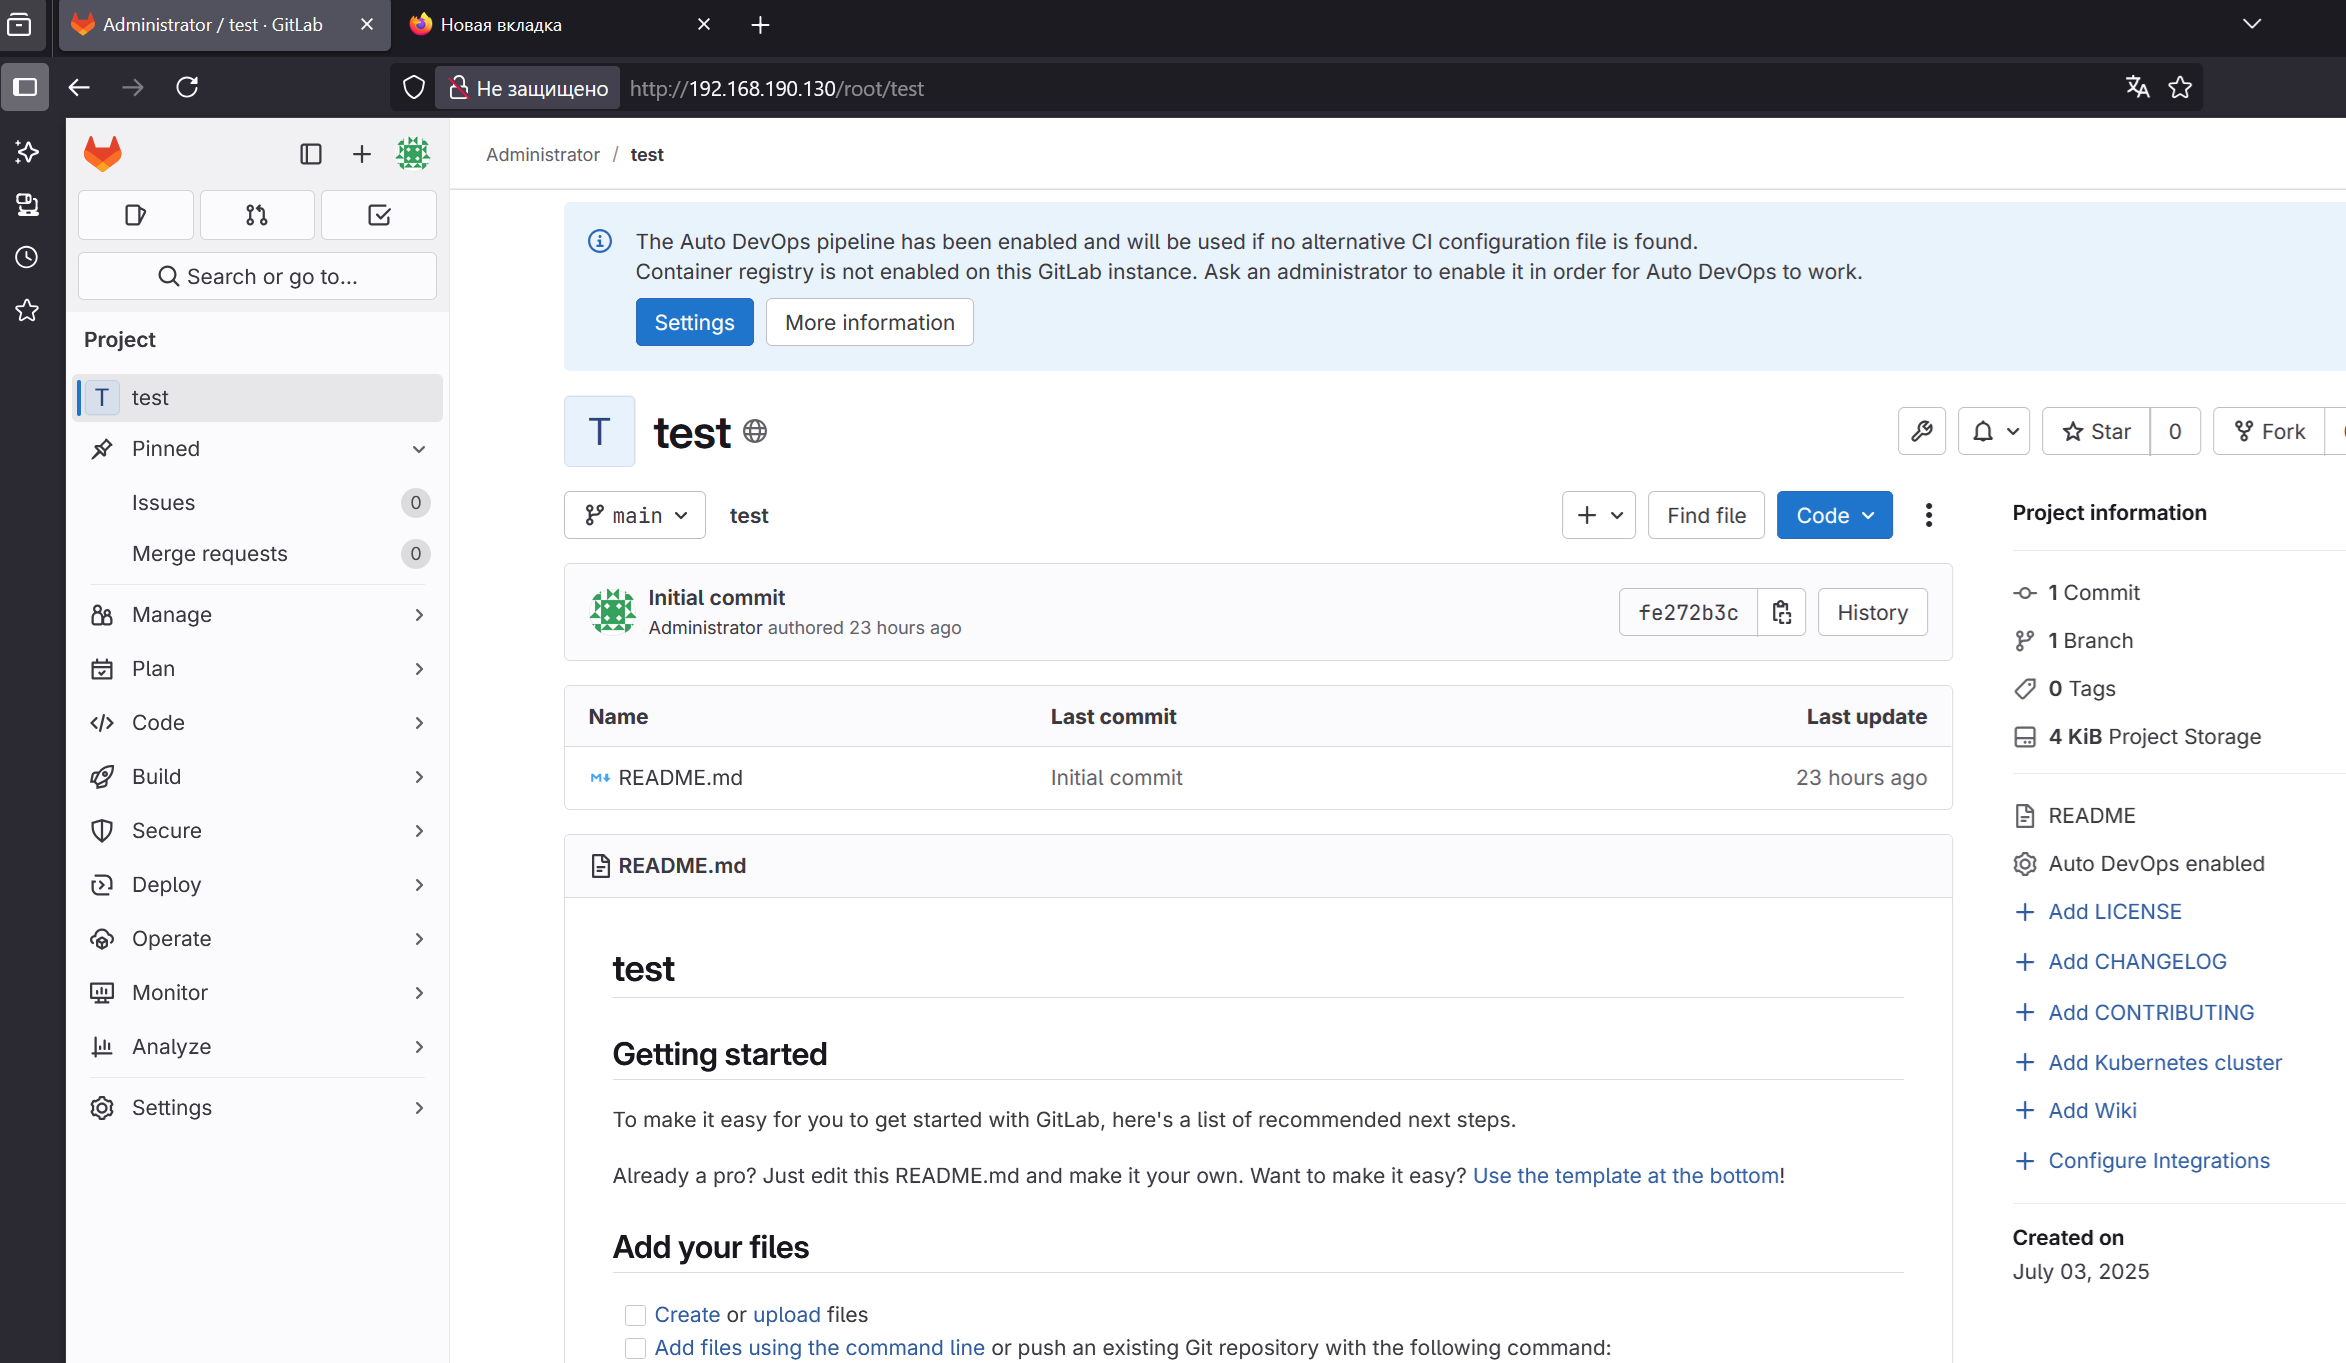 Administrator / test · GitLab
Новая вкладка
Не защищено
http://192.168.190.130/root/test
Administrator / test
Search or go to...
Project
T test
Pinned
Issues 0
Merge requests 0
Manage
Plan
Code
Build
Secure
Deploy
Operate
Monitor
Analyze
Settings
The Auto DevOps pipeline has been enabled and will be used if no alternative CI configuration file is found.
Container registry is not enabled on this GitLab instance. Ask an administrator to enable it in order for Auto DevOps to work.
Settings More information
T test
Star 0 Fork
main test
Find file Code
Initial commit
Administrator authored 23 hours ago
fe272b3c History
Name Last commit Last update
README.md Initial commit 23 hours ago
README.md
test
Getting started
To make it easy for you to get started with GitLab, here's a list of recommended next steps.
Already a pro? Just edit this README.md and make it your own. Want to make it easy? Use the template at the bottom!
Add your files
Create or upload files
Add files using the command line or push an existing Git repository with the following command:
Project information
1 Commit
1 Branch
0 Tags
4 KiB Project Storage
README
Auto DevOps enabled
Add LICENSE
Add CHANGELOG
Add CONTRIBUTING
Add Kubernetes cluster
Add Wiki
Configure Integrations
Created on
July 03, 2025